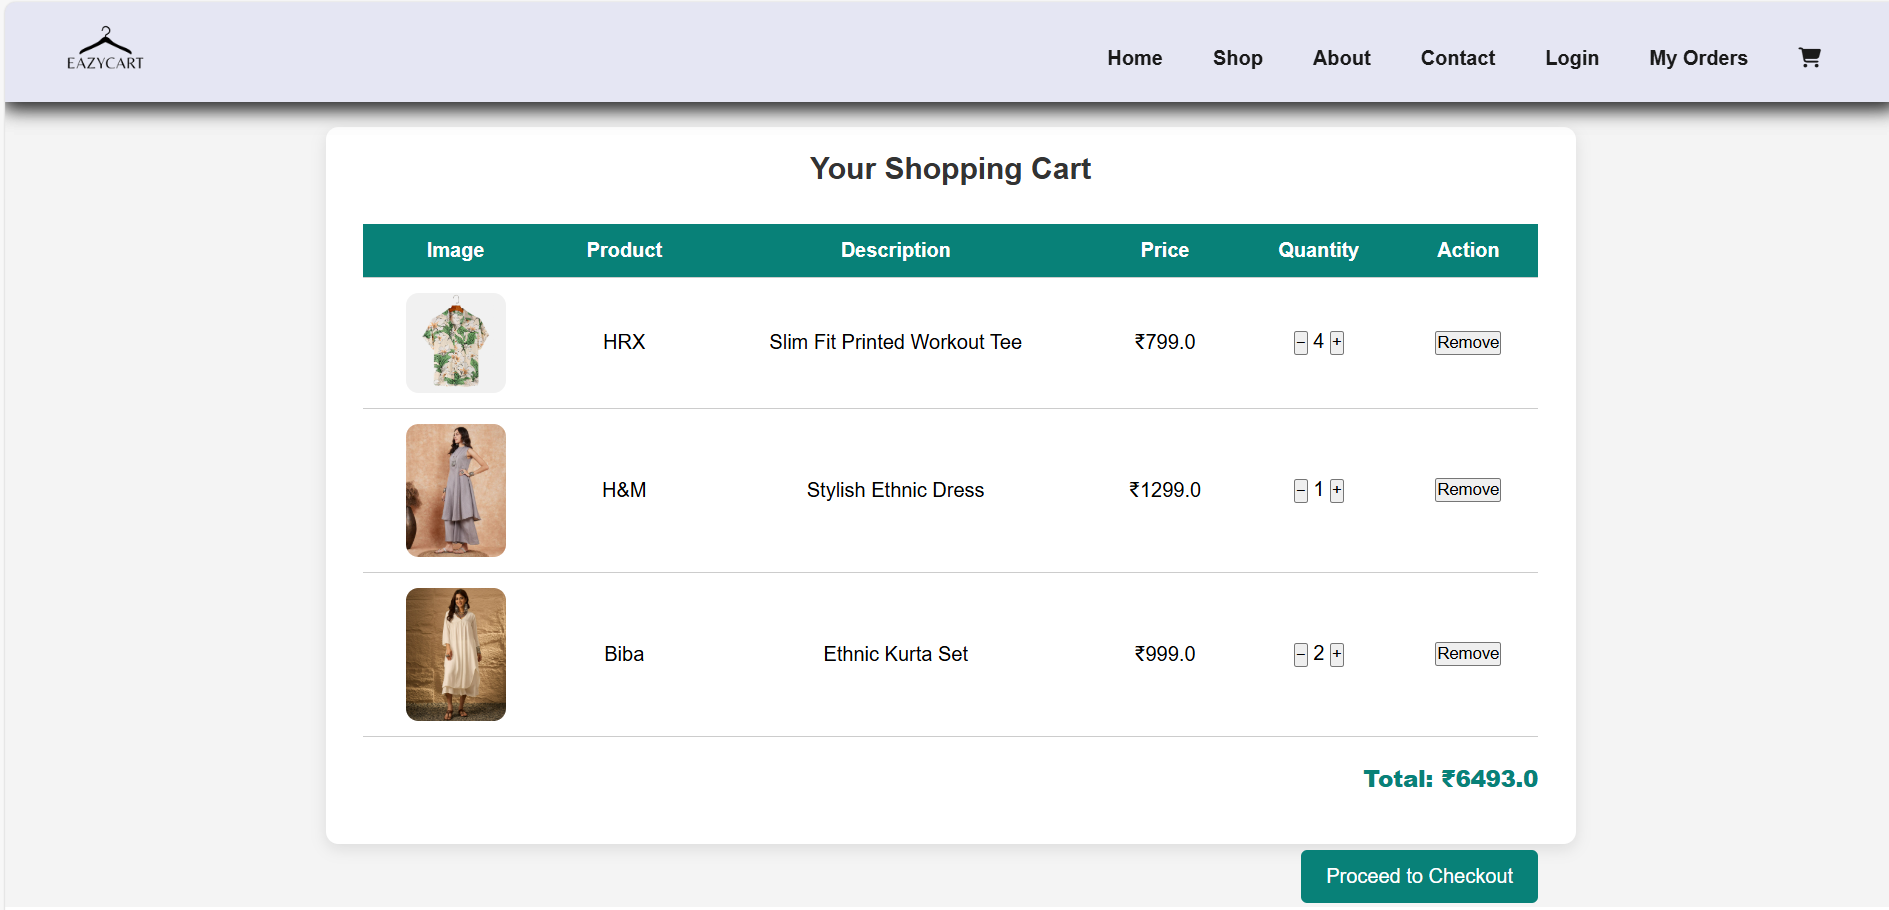 EAZYCART
Home Shop About Contact Login My Orders
Your Shopping Cart
Image Product Description Price Quantity Action
HRX Slim Fit Printed Workout Tee ₹799.0 - 4 + Remove
H&M Stylish Ethnic Dress ₹1299.0 - 1 + Remove
Biba Ethnic Kurta Set ₹999.0 - 2 + Remove
Total: ₹6493.0
Proceed to Checkout